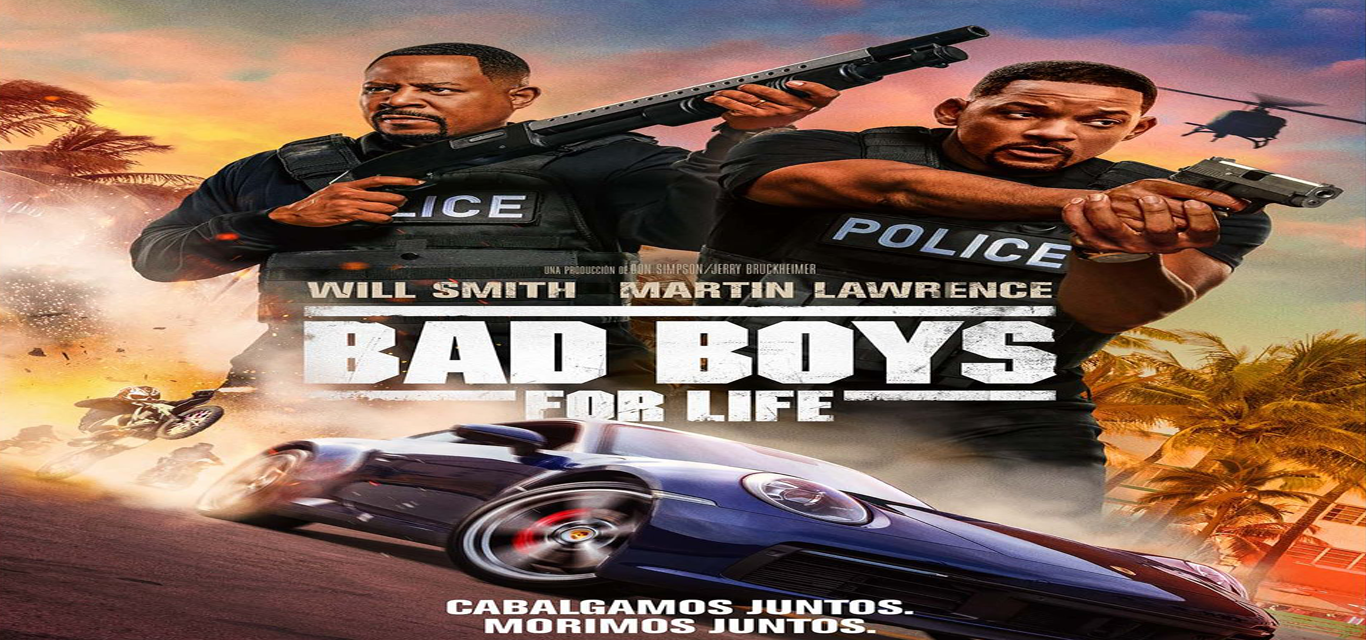 LICE
POLICE
UNA PRODUCCIÓN DE DON SIMPSON/JERRY BRUCKHEIMER
WILL SMITH MARTIN LAWRENCE
BAD BOYS
FOR LIFE
CABALGAMOS JUNTOS.
MORIMOS JUNTOS.